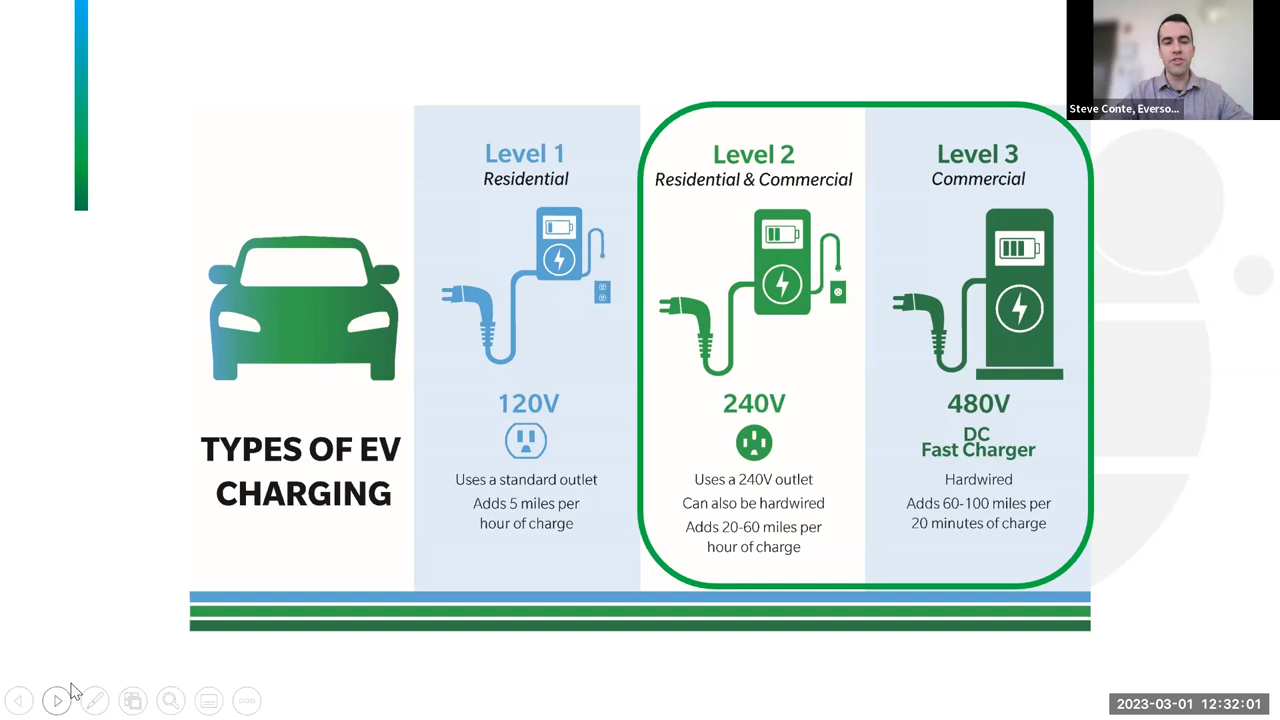 Steve Conte, Everso...
Level 1
Residential
Level 2
Residential & Commercial
Level 3
Commercial
TYPES OF EV
CHARGING
120V
Uses a standard outlet
Adds 5 miles per
hour of charge
240V
Uses a 240V outlet
Can also be hardwired
Adds 20-60 miles per
hour of charge
480V
DC
Fast Charger
Hardwired
Adds 60-100 miles per
20 minutes of charge
2023-03-01 12:32:01